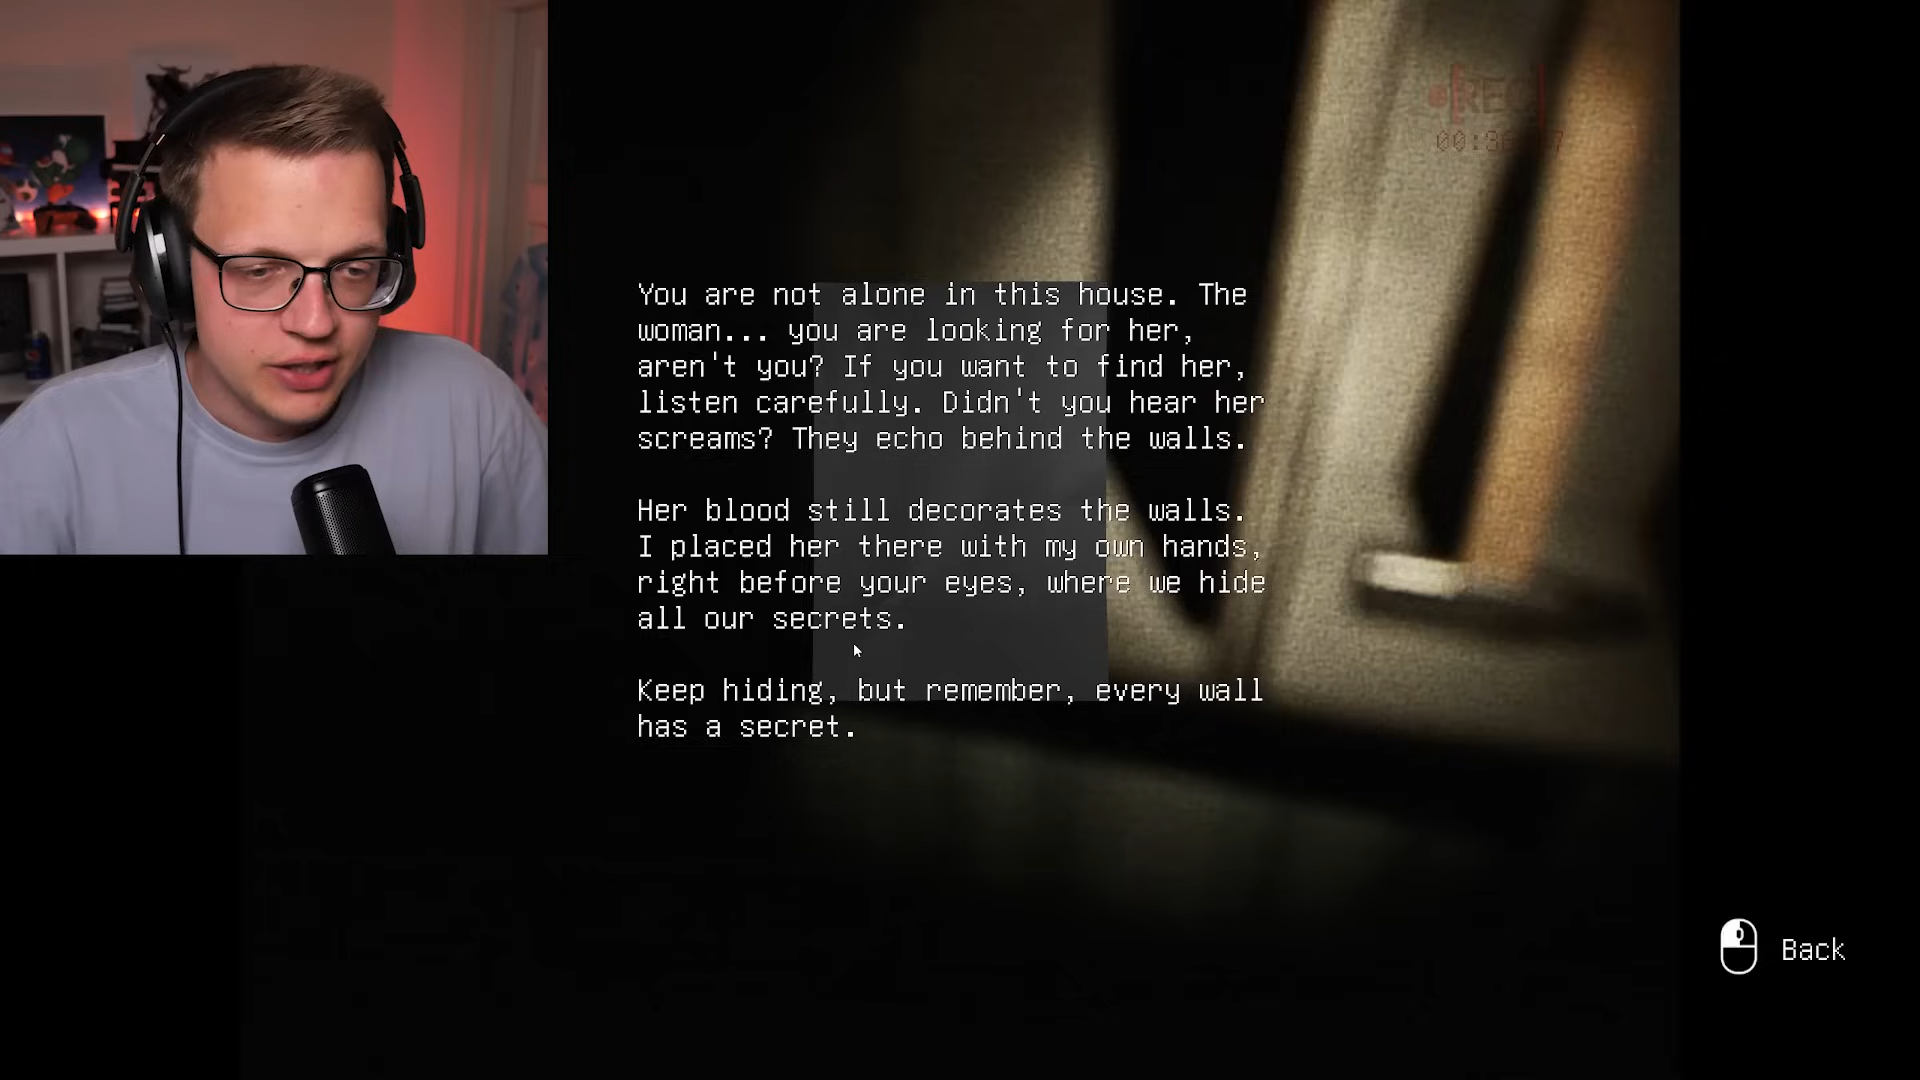 [REC]
You are not alone in this house. The
woman... you are looking for her,
aren't you? If you want to find her,
listen carefully. Didn't you hear her
screams? They echo behind the walls.
Her blood still decorates the walls.
I placed her there with my own hands,
right before your eyes, where we hide
all our secrets.
Keep hiding, but remember, every wall
has a secret.
Back